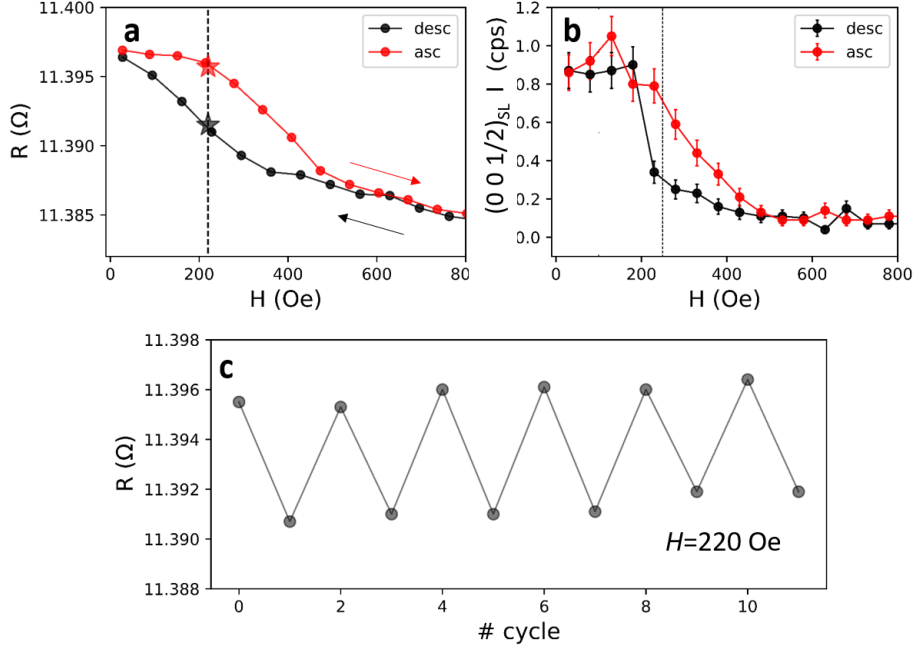 a
desc
asc
11.400
11.395
11.390
11.385
R (Ω)
0
200
400
600
800
H (Oe)
b
desc
asc
1.2
1.0
0.8
0.6
0.4
0.2
0.0
(0 0 1/2)SL I (cps)
0
200
400
600
800
H (Oe)
c
11.398
11.396
11.394
11.392
11.390
11.388
R (Ω)
H=220 Oe
0
2
4
6
8
10
# cycle